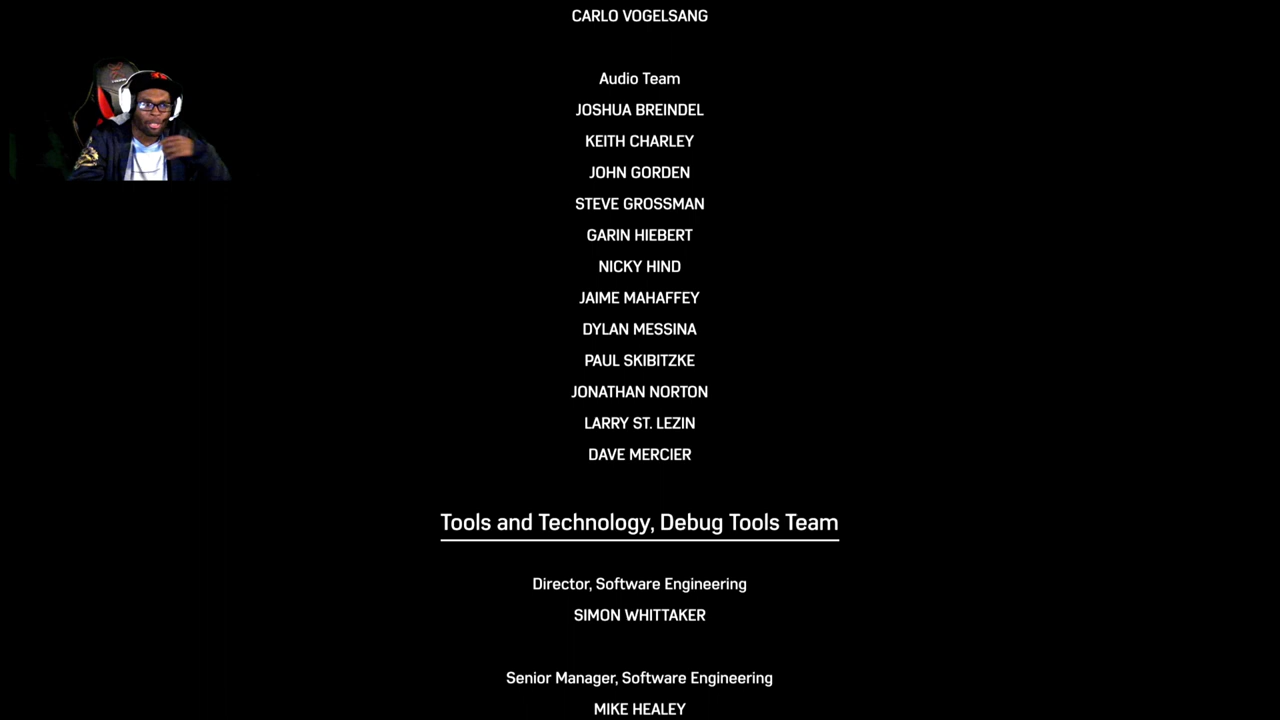 CARLO VOGELSANG
Audio Team
JOSHUA BREINDEL
KEITH CHARLEY
JOHN GORDEN
STEVE GROSSMAN
GARIN HIEBERT
NICKY HIND
JAIME MAHAFFEY
DYLAN MESSINA
PAUL SKIBITZKE
JONATHAN NORTON
LARRY ST. LEZIN
DAVE MERCIER
Tools and Technology, Debug Tools Team
Director, Software Engineering
SIMON WHITTAKER
Senior Manager, Software Engineering
MIKE HEALEY